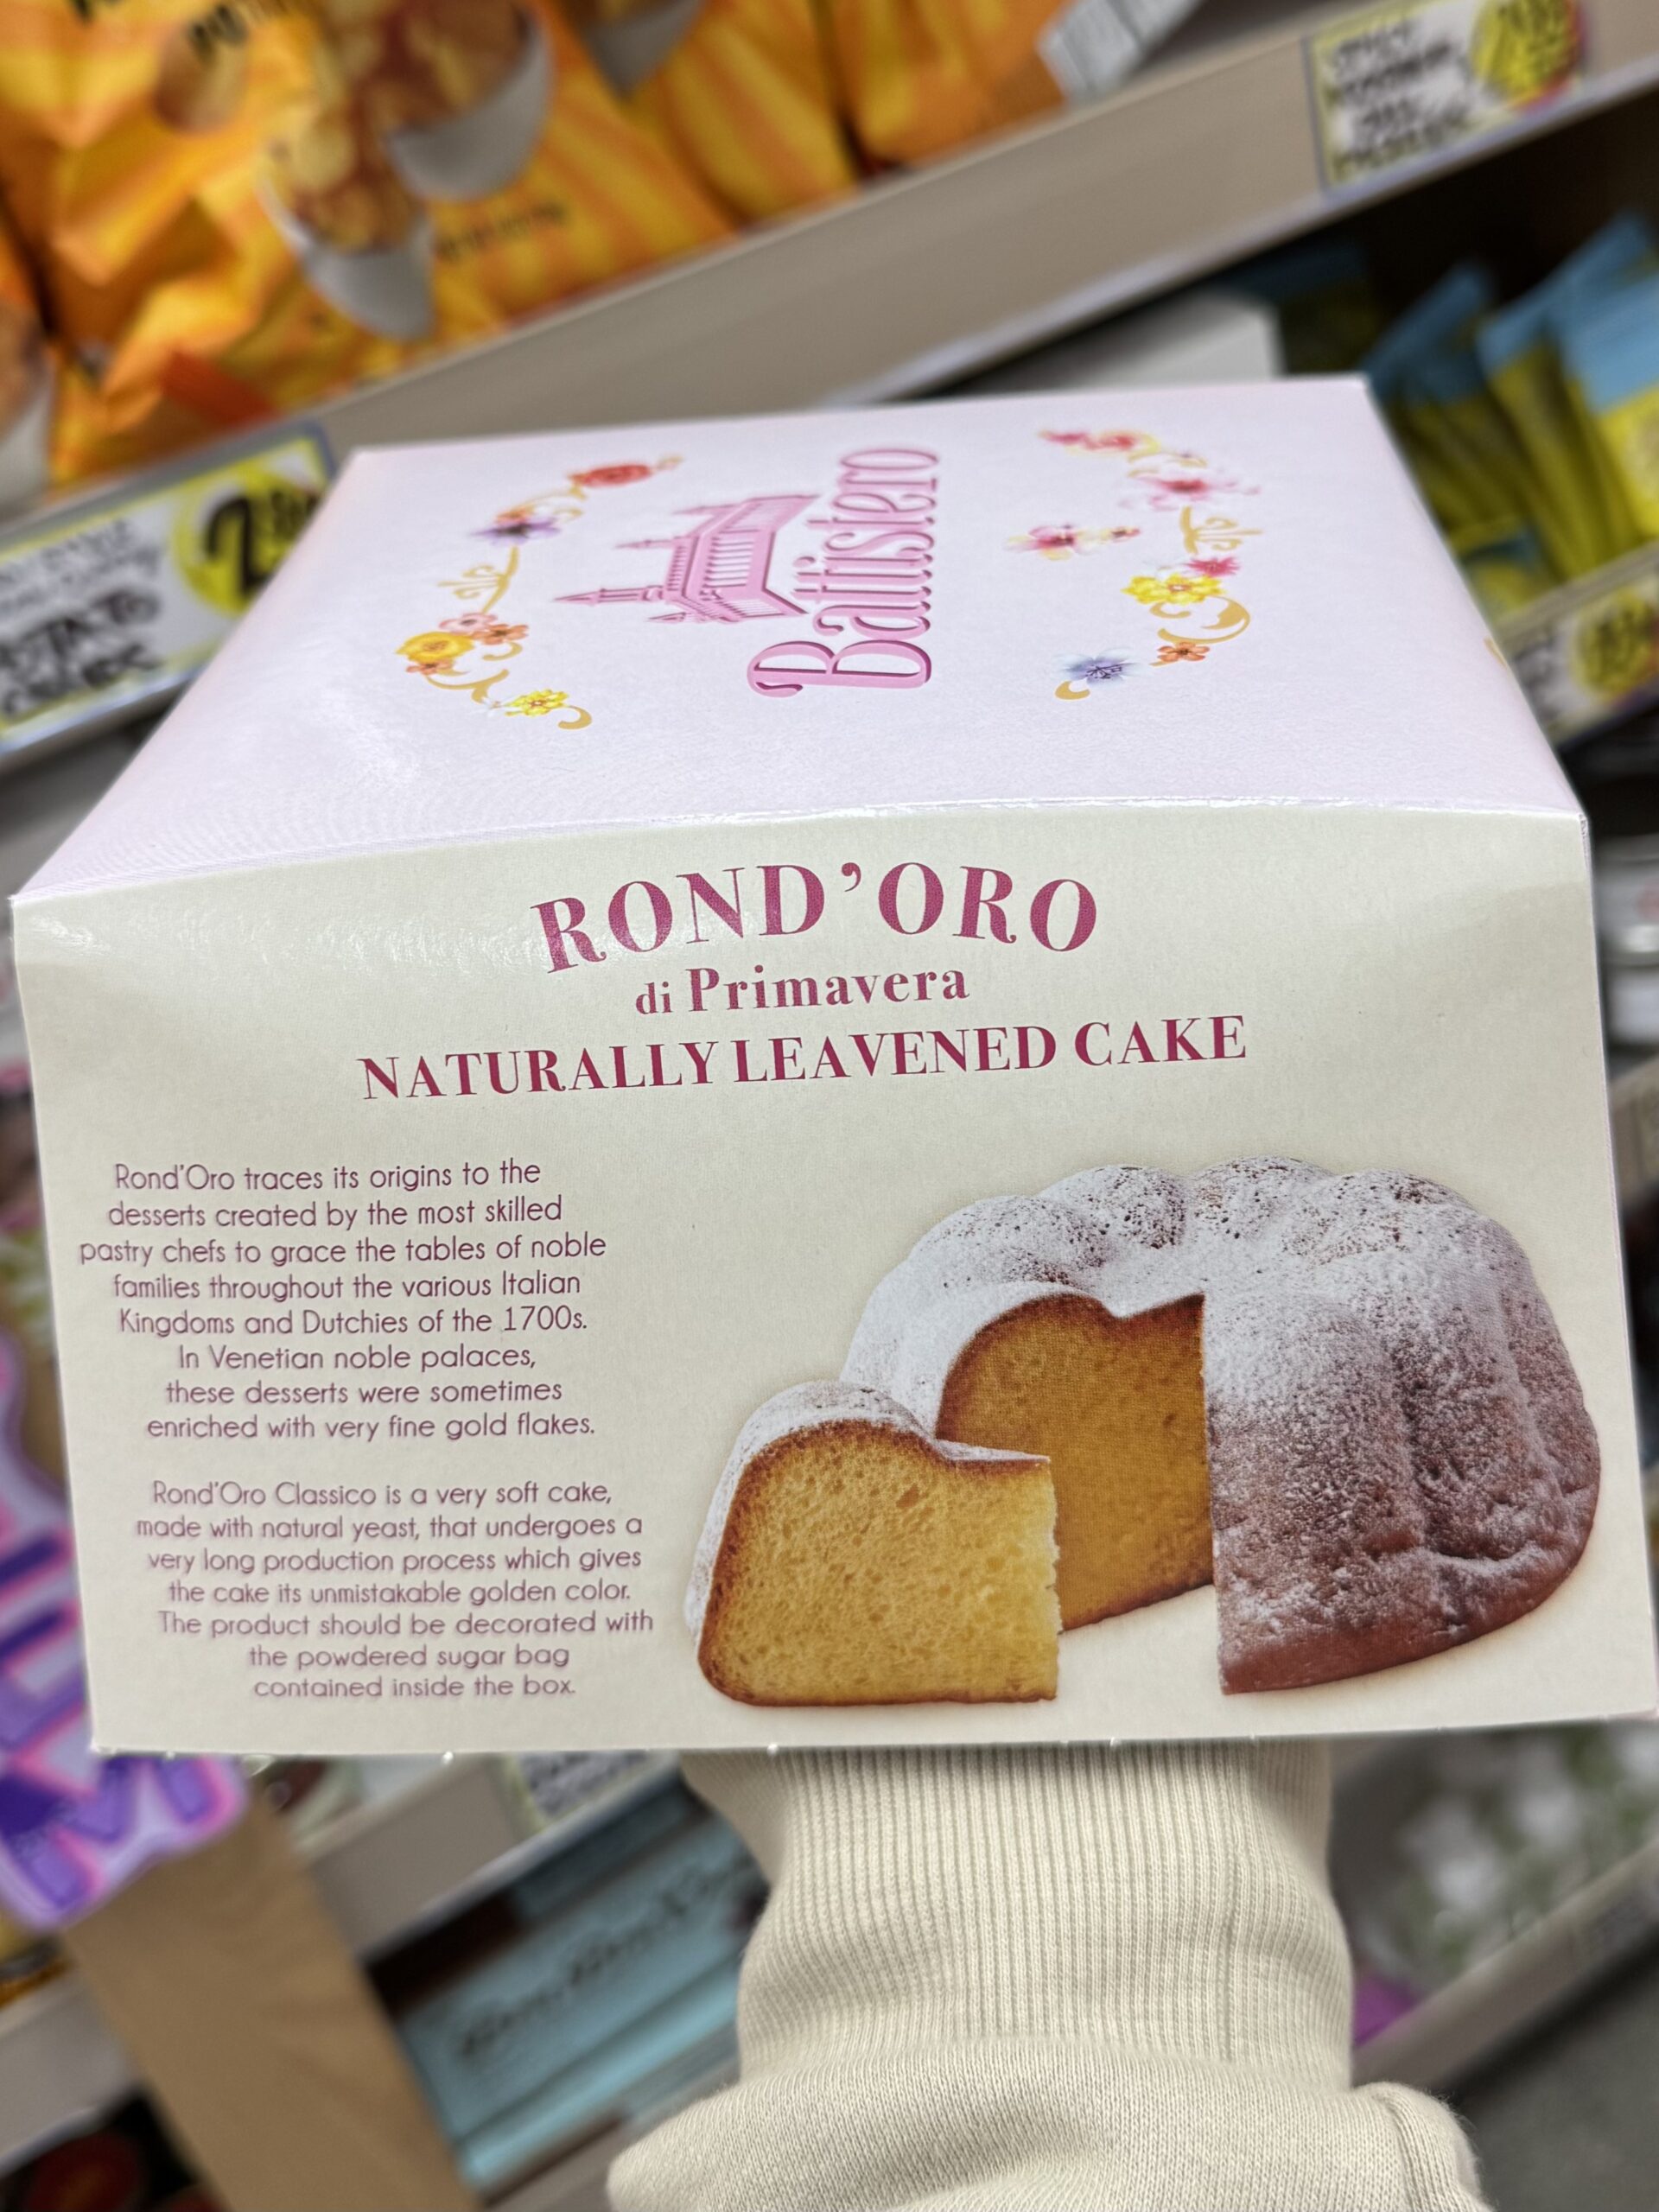 Battistero
ROND'ORO
di Primavera
NATURALLY LEAVENED CAKE
Rond'Oro traces its origins to the
desserts created by the most skilled
pastry chefs to grace the tables of noble
families throughout the various Italian
Kingdoms and Dutchies of the 1700s.
In Venetian noble palaces,
these desserts were sometimes
enriched with very fine gold flakes.
Rond'Oro Classico is a very soft cake,
made with natural yeast, that undergoes a
very long production process which gives
the cake its unmistakable golden color.
The product should be decorated with
the powdered sugar bag
contained inside the box.